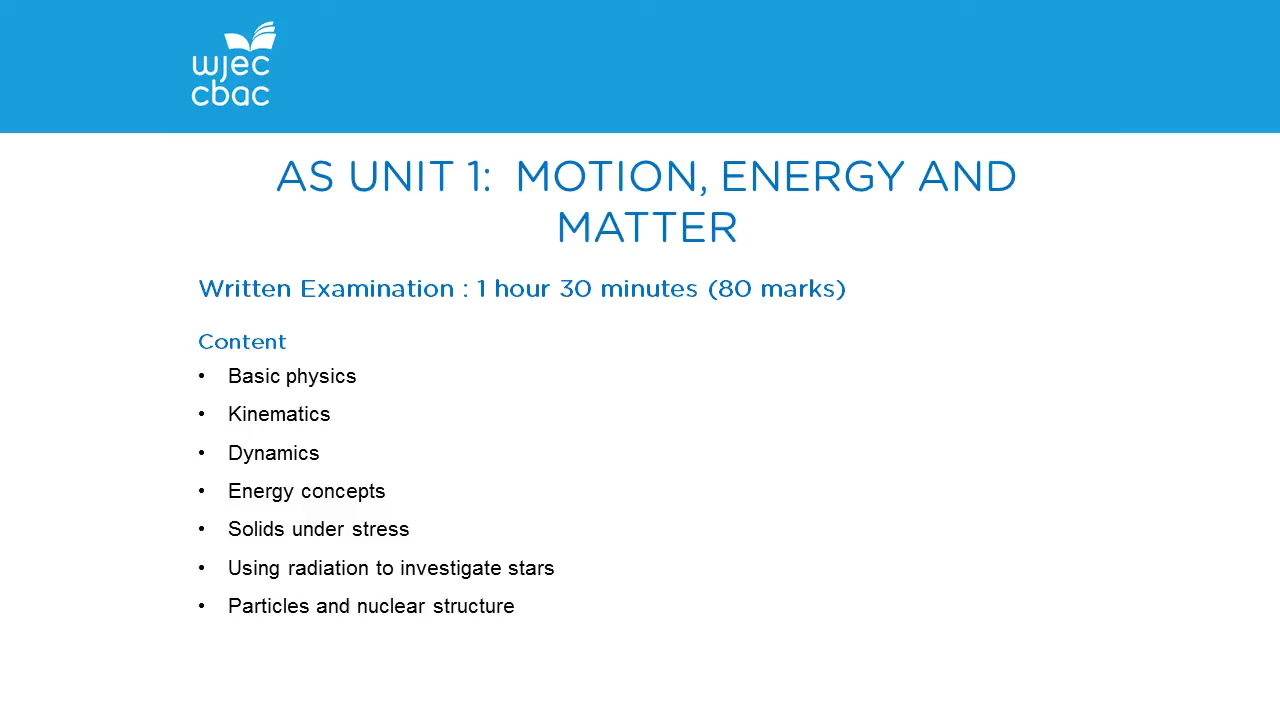 wjec
cbac
AS UNIT 1: MOTION, ENERGY AND
MATTER
Written Examination : 1 hour 30 minutes (80 marks)
Content
• Basic physics
• Kinematics
• Dynamics
• Energy concepts
• Solids under stress
• Using radiation to investigate stars
• Particles and nuclear structure